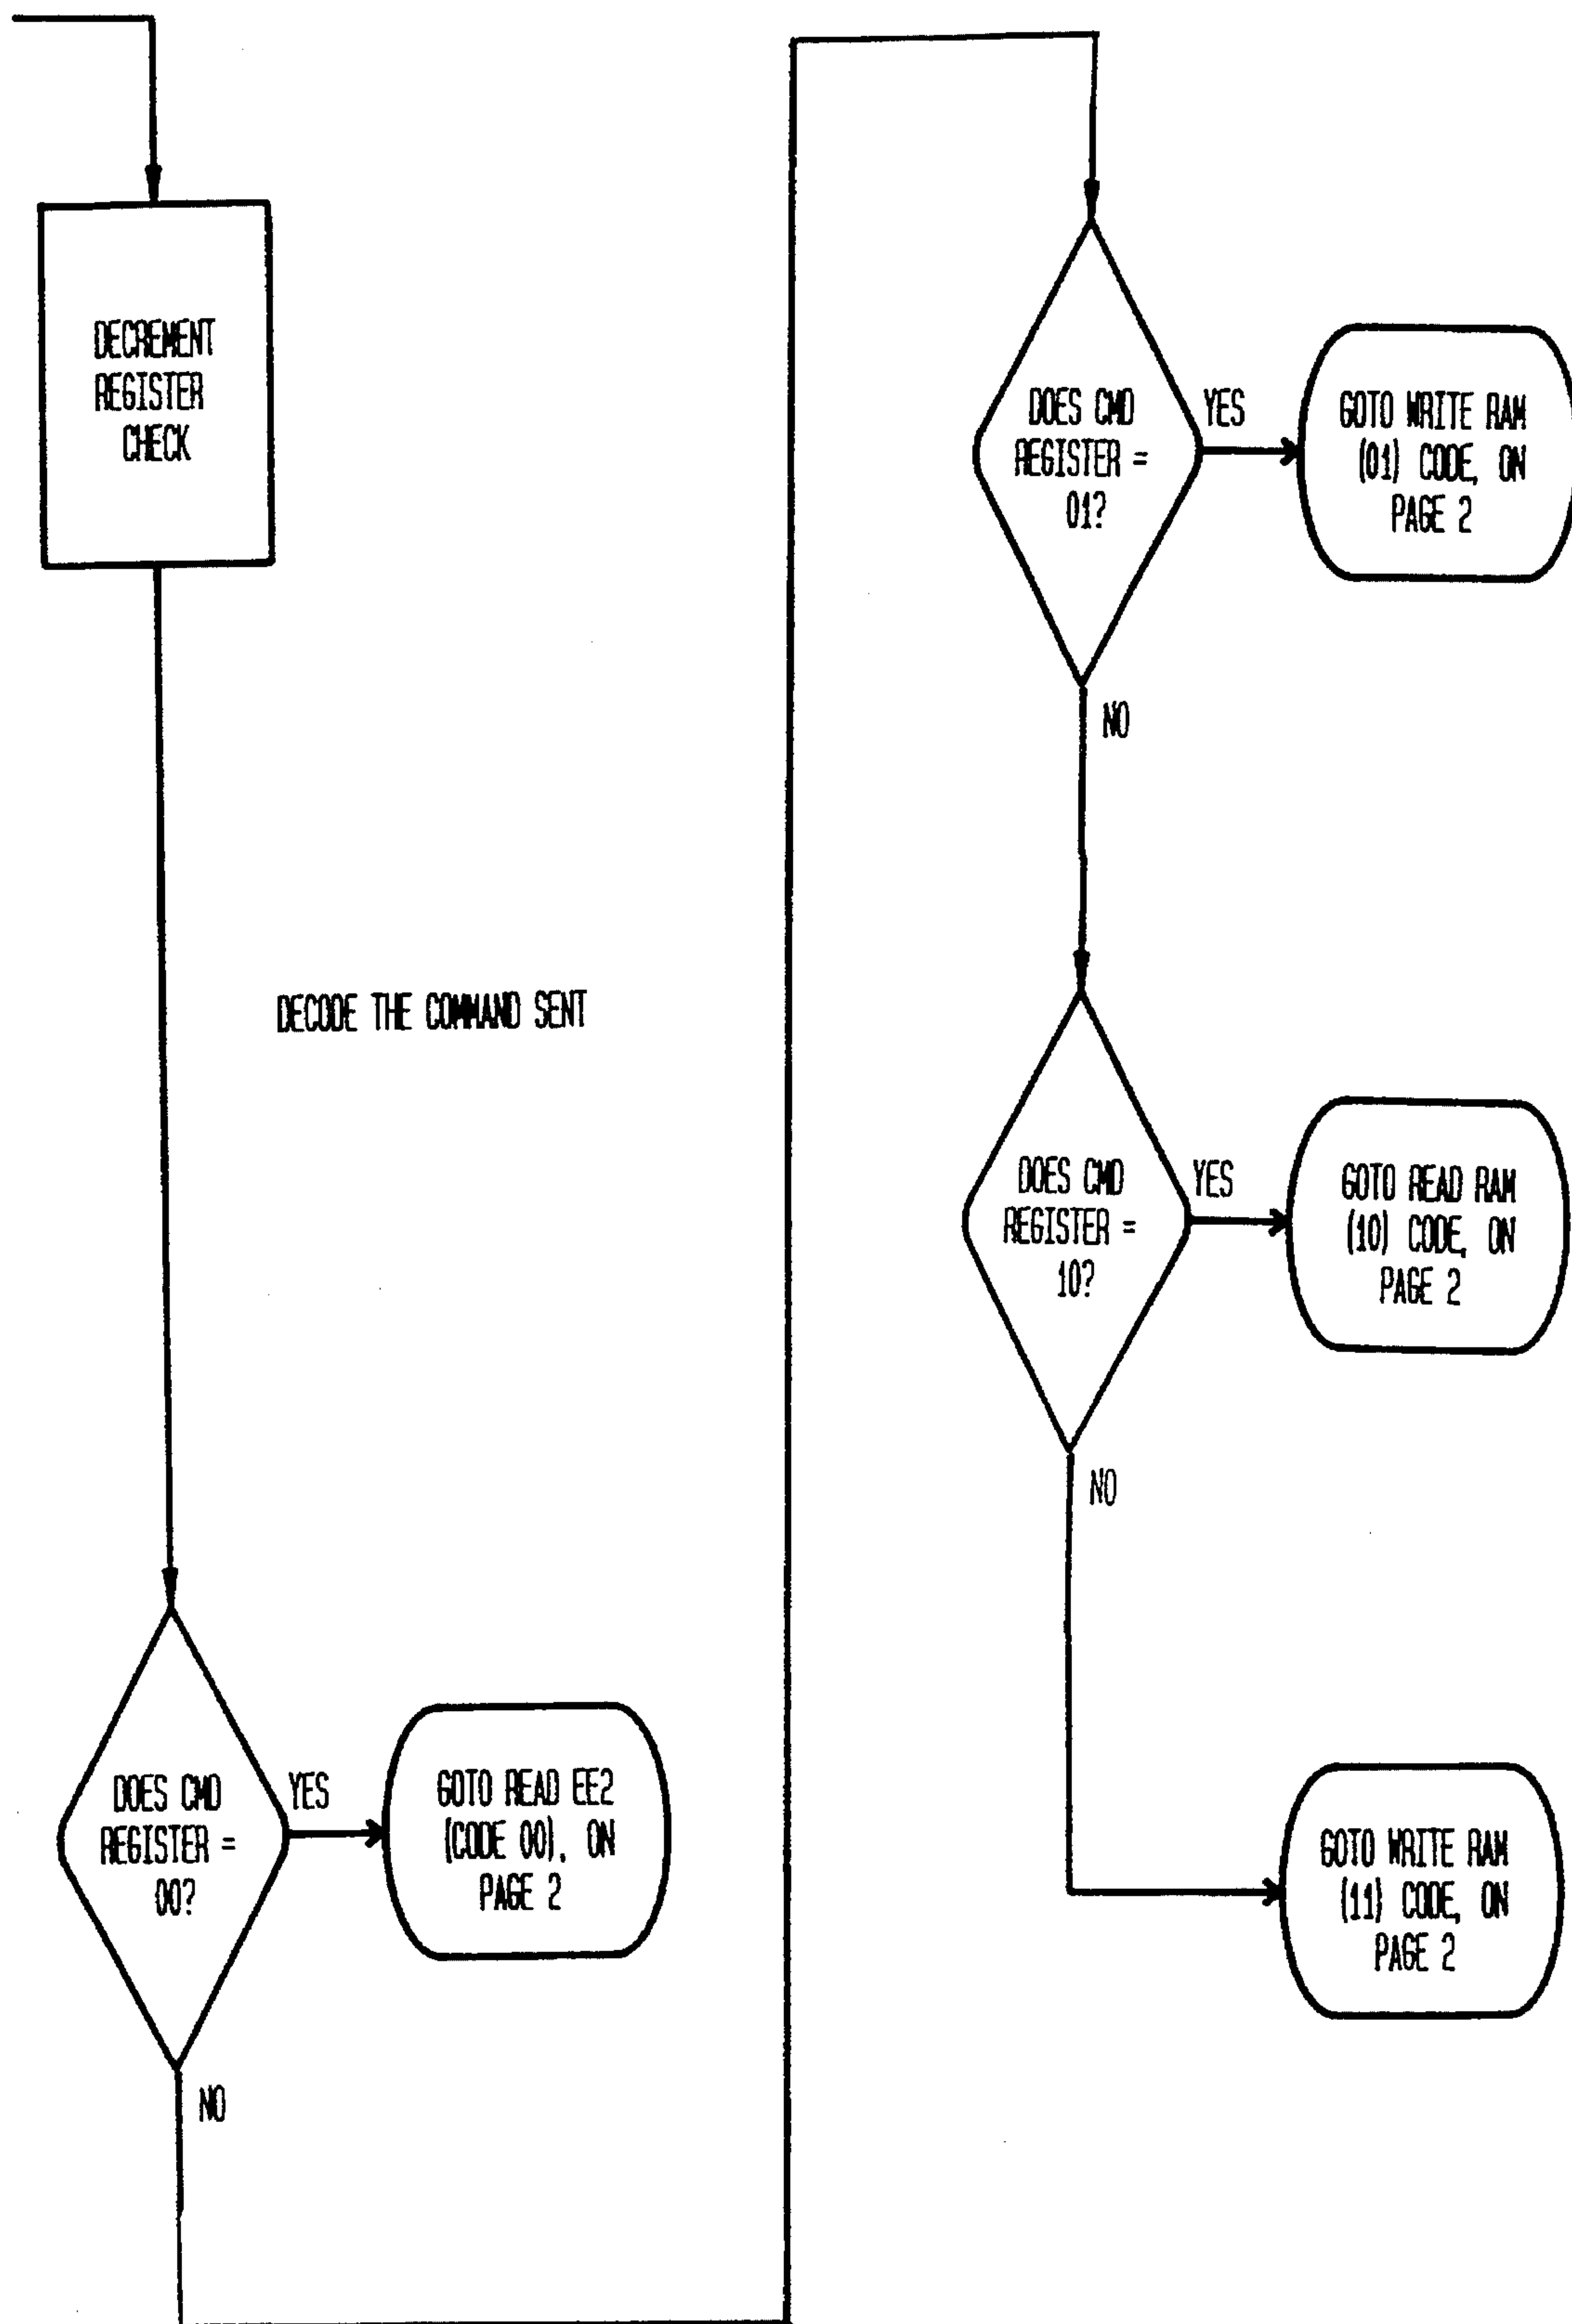 DECREMENT
REGISTER
CHECK
DECODE THE COMMAND SENT
DOES CMD
REGISTER =
00?
YES
GOTO READ EE2
(CODE 00), ON
PAGE 2
NO
DOES CMD
REGISTER =
01?
YES
GOTO WRITE RAM
(01) CODE, ON
PAGE 2
NO
DOES CMD
REGISTER =
10?
YES
GOTO READ RAM
(10) CODE, ON
PAGE 2
NO
GOTO WRITE RAM
(11) CODE, ON
PAGE 2